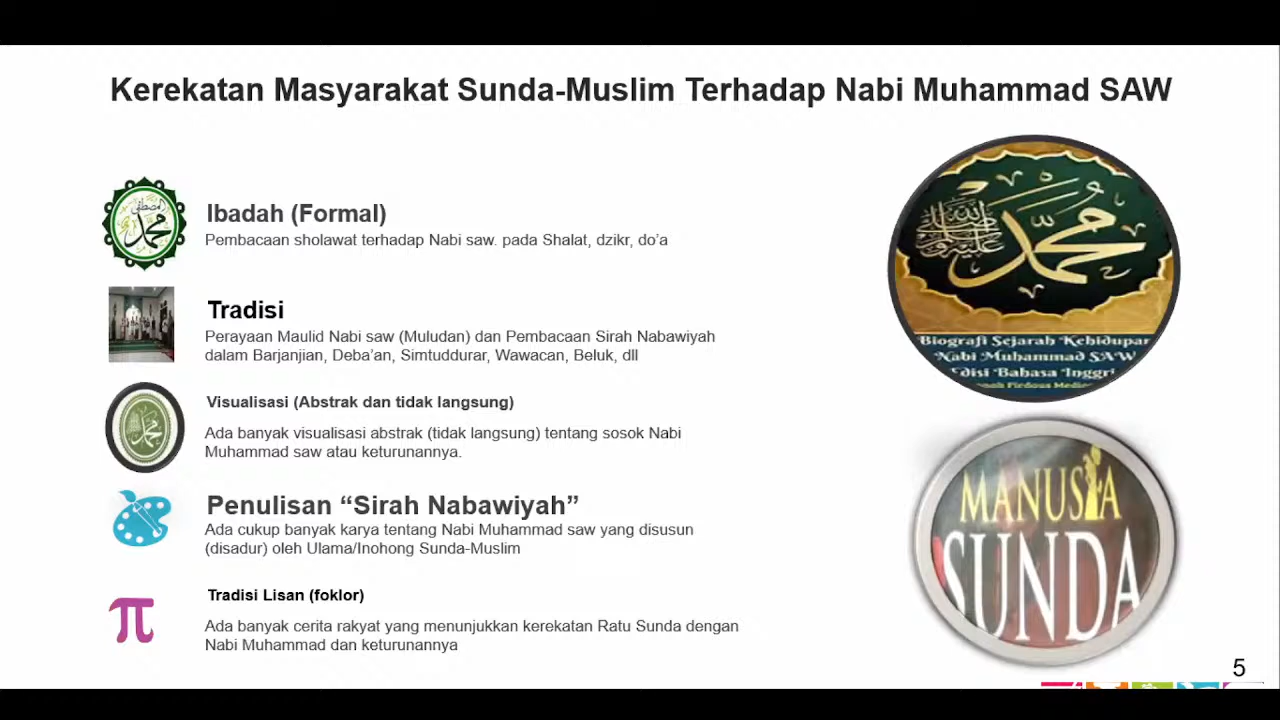 Kerekatan Masyarakat Sunda-Muslim Terhadap Nabi Muhammad SAW
Ibadah (Formal)
Pembacaan sholawat terhadap Nabi saw. pada Shalat, dzikr, do’a
Tradisi
Perayaan Maulid Nabi saw (Muludan) dan Pembacaan Sirah Nabawiyah
dalam Barjanjian, Deba’an, Simtuddurar, Wawacan, Beluk, dll
Visualisasi (Abstrak dan tidak langsung)
Ada banyak visualisasi abstrak (tidak langsung) tentang sosok Nabi
Muhammad saw atau keturunannya.
Penulisan “Sirah Nabawiyah”
Ada cukup banyak karya tentang Nabi Muhammad saw yang disusun
(disadur) oleh Ulama/Inohong Sunda-Muslim
Tradisi Lisan (foklor)
Ada banyak cerita rakyat yang menunjukkan kerekatan Ratu Sunda dengan
Nabi Muhammad dan keturunannya
محمد
صلى الله عليه وسلم
Biografi Sejarah Kehidupan
Nabi Muhammad SAW
Edisi Bahasa Inggri
MANUSIA
SUNDA
5